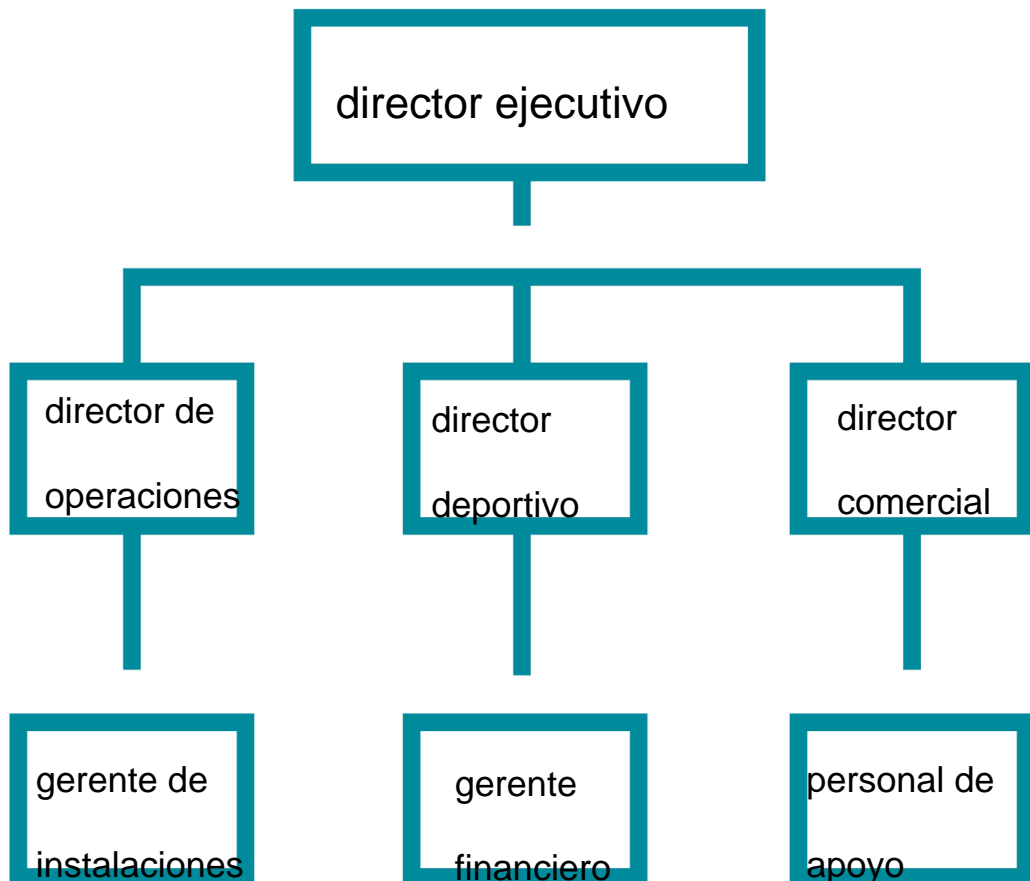 director ejecutivo
director de
operaciones
director
deportivo
director
comercial
gerente de
instalaciones
gerente
financiero
personal de
apoyo